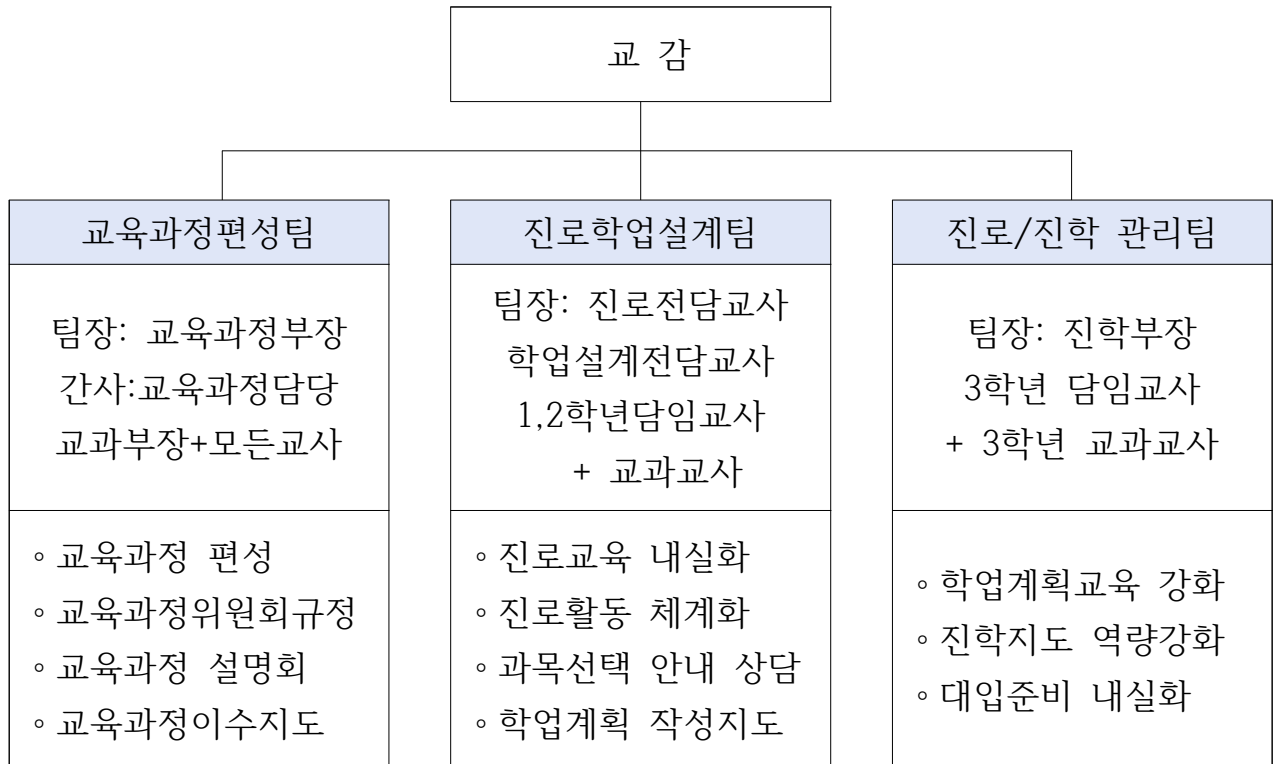 교 감
교육과정편성팀
팀장: 교육과정부장
간사:교육과정담당
교과부장+모든교사
◦교육과정 편성
◦교육과정위원회규정
◦교육과정 설명회
◦교육과정이수지도
진로학업설계팀
팀장: 진로전담교사
학업설계전담교사
1,2학년담임교사
+ 교과교사
◦진로교육 내실화
◦진로활동 체계화
◦과목선택 안내 상담
◦학업계획 작성지도
진로/진학 관리팀
팀장: 진학부장
3학년 담임교사
+ 3학년 교과교사
◦학업계획교육 강화
◦진학지도 역량강화
◦대입준비 내실화